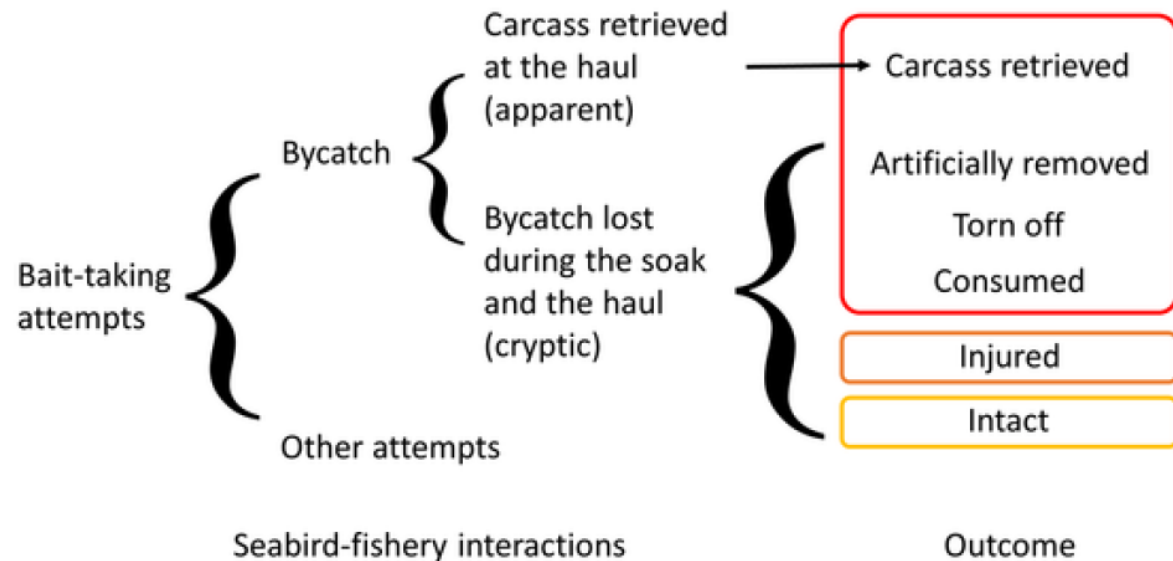 Carcass retrieved
at the haul
(apparent)
Carcass retrieved
Bycatch
Artificially removed
Bycatch lost
during the soak
and the haul
(cryptic)
Torn off
Consumed
Bait-taking
attempts
Injured
Intact
Other attempts
Seabird-fishery interactions
Outcome